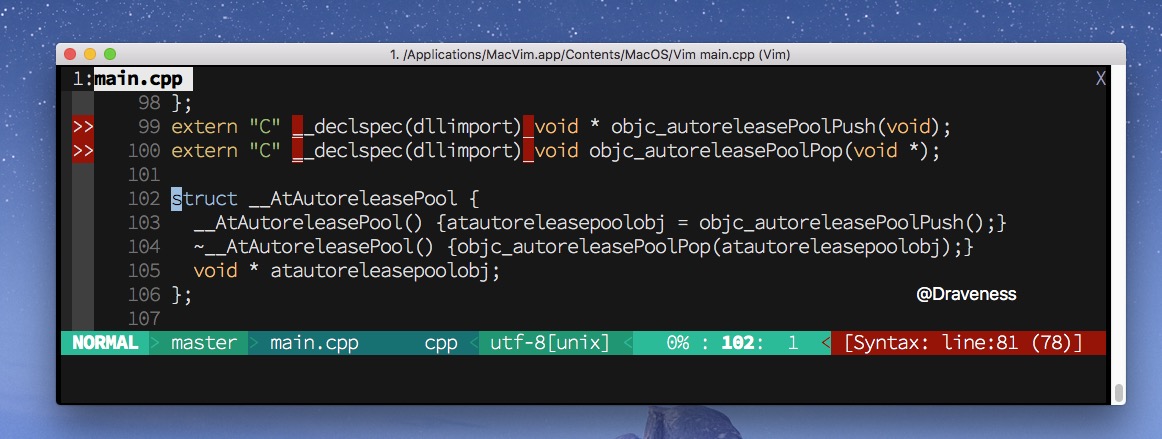 1. /Applications/MacVim.app/Contents/MacOS/Vim main.cpp (Vim)
1:main.cpp X
98 };
>> 99 extern "C" __declspec(dllimport) void * objc_autoreleasePoolPush(void);
>> 100 extern "C" __declspec(dllimport) void objc_autoreleasePoolPop(void *);
101
102 struct __AtAutoreleasePool {
103 __AtAutoreleasePool() {atautoreleasepoolobj = objc_autoreleasePoolPush();}
104 ~__AtAutoreleasePool() {objc_autoreleasePoolPop(atautoreleasepoolobj);}
105 void * atautoreleasepoolobj;
106 };
@Draveness
107
NORMAL > master > main.cpp cpp < utf-8[unix] < 0% : 102: 1 < [Syntax: line:81 (78)]